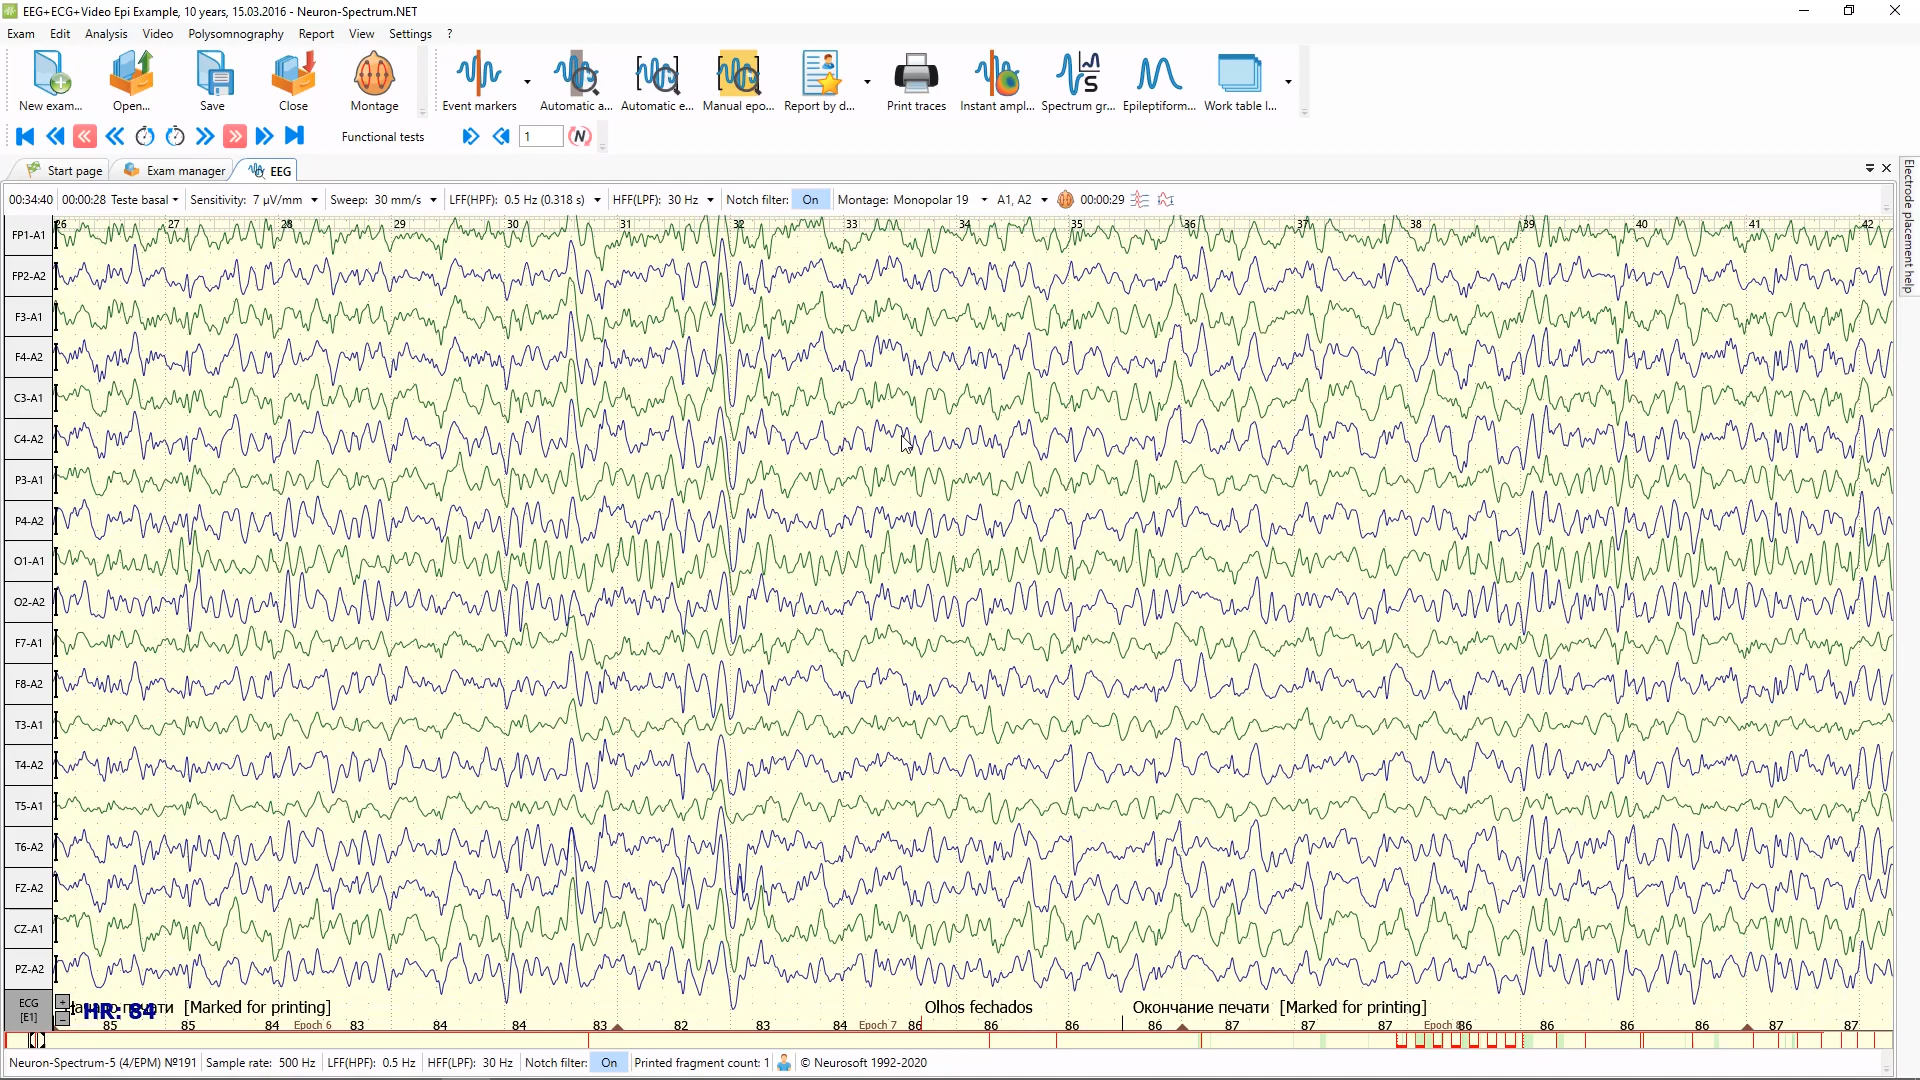 EEG+ECG+Video Epi Example, 10 years, 15.03.2016 - Neuron-Spectrum.NET
Exam Edit Analysis Video Polysomnography Report View Settings ?
New exam... Open... Save Close Montage Event markers Automatic a... Automatic e... Manual epo... Report by d... Print traces Instant ampl... Spectrum gr... Epileptiform... Work table l...
Functional tests 1 N
Start page Exam manager EEG
00:34:40 00:00:28 Teste basal Sensitivity: 7 µV/mm Sweep: 30 mm/s LFF(HPF): 0.5 Hz (0.318 s) HFF(LPF): 30 Hz Notch filter: On Montage: Monopolar 19 A1, A2 00:00:29
Electrode placement help
26 27 28 29 30 31 32 33 34 35 36 37 38 39 40 41 42
FP1-A1
FP2-A2
F3-A1
F4-A2
C3-A1
C4-A2
P3-A1
P4-A2
O1-A1
O2-A2
F7-A1
F8-A2
T3-A1
T4-A2
T5-A1
T6-A2
FZ-A2
CZ-A1
PZ-A2
ECG
[E1]
HR: 84 [Marked for printing] Olhos fechados Окончание печати [Marked for printing]
85 85 84 Epoch 6 83 84 84 83 82 83 84 Epoch 7 86 86 86 86 87 87 87 Epoch 8 86 86 86 86 87 87
Neuron-Spectrum-5 (4/EPM) №191 Sample rate: 500 Hz LFF(HPF): 0.5 Hz HFF(LPF): 30 Hz Notch filter: On Printed fragment count: 1 © Neurosoft 1992-2020